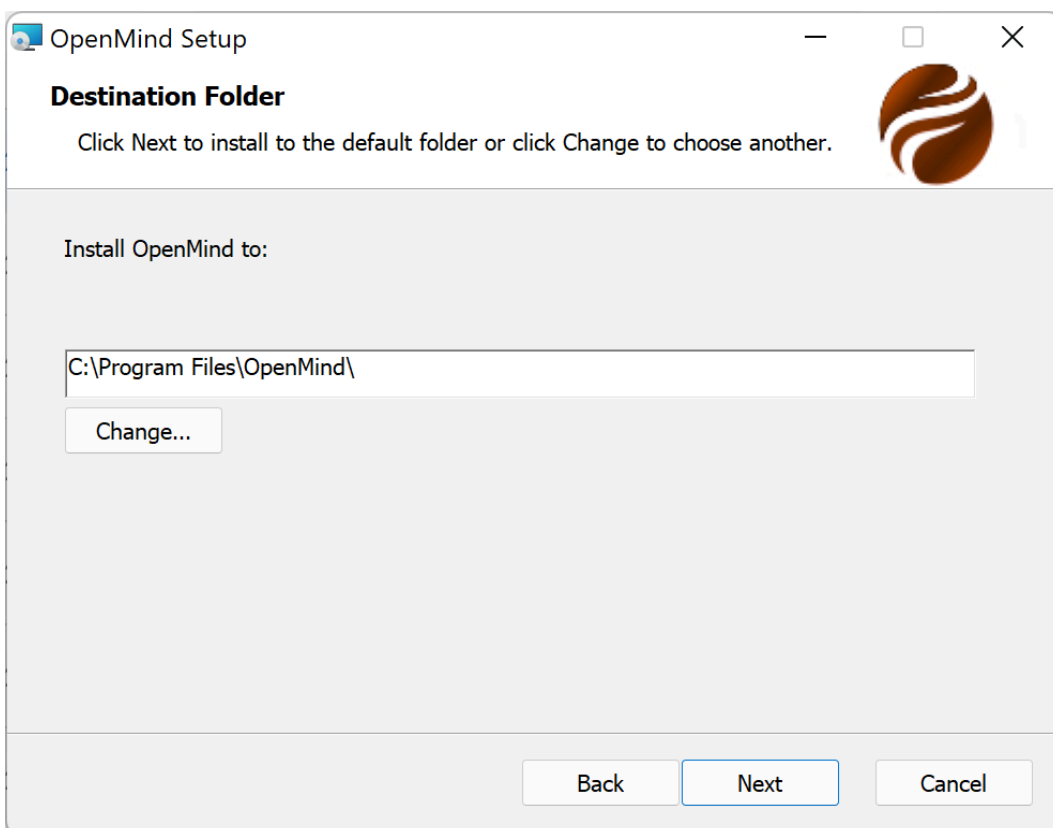 OpenMind Setup
Destination Folder
Click Next to install to the default folder or click Change to choose another.
Install OpenMind to:
C:\Program Files\OpenMind\
Change...
Back Next Cancel